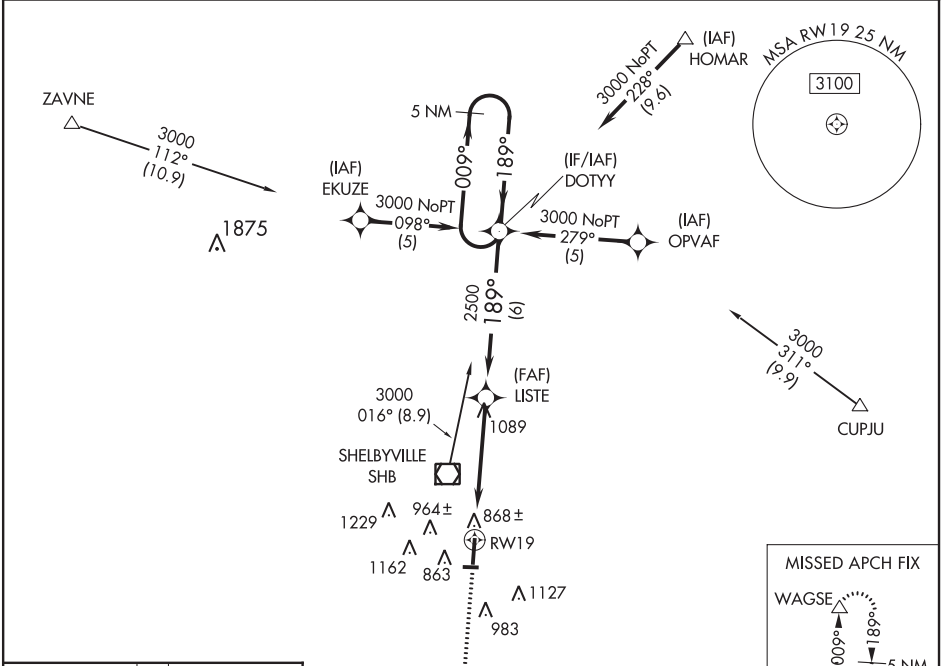 ZAVNE
3000
112°
(10.9)
1875
(IAF)
EKUZE
3000 NoPT
098°
(5)
5 NM
009°
189°
(IF/IAF)
DOTYY
3000 NoPT
228°
(9.6)
(IAF)
HOMAR
MSA RW19 25 NM
3100
3000 NoPT
279°
(5)
(IAF)
OPVAF
2500
189°
(6)
3000
311°
(9.9)
CUPJU
(FAF)
LISTE
3000
016° (8.9)
1089
SHELBYVILLE
SHB
1229
964±
868±
RW19
1162
863
1127
983
MISSED APCH FIX
WAGSE
009°
189°
5 NM